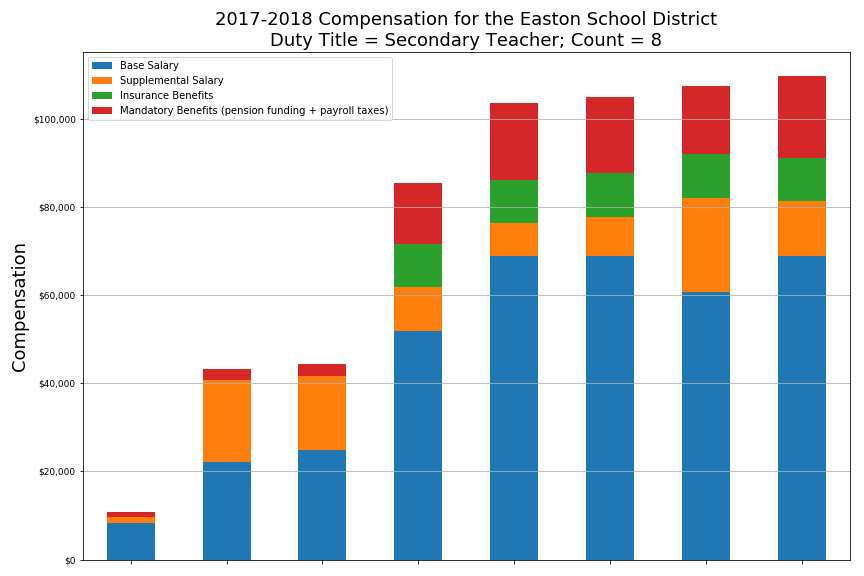 2017-2018 Compensation for the Easton School District
Duty Title = Secondary Teacher; Count = 8
Base Salary
Supplemental Salary
Insurance Benefits
Mandatory Benefits (pension funding + payroll taxes)
$100,000
$80,000
$60,000
$40,000
$20,000
$0
Compensation